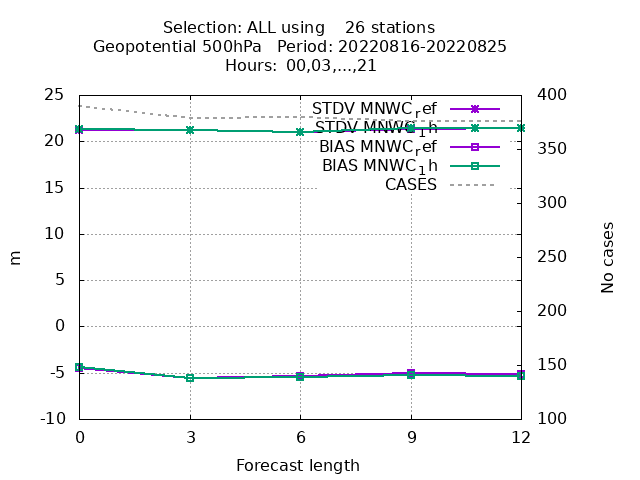 Selection: ALL using    26 stations
Geopotential 500hPa   Period: 20220816-20220825
Hours:  00,03,...,21
25
20
15
10
5
0
-5
-10
m
400
350
300
250
200
150
100
No cases
STDV MNWC_ref
STDV MNWC_1h
BIAS MNWC_ref
BIAS MNWC_1h
CASES
0 3 6 9 12
Forecast length